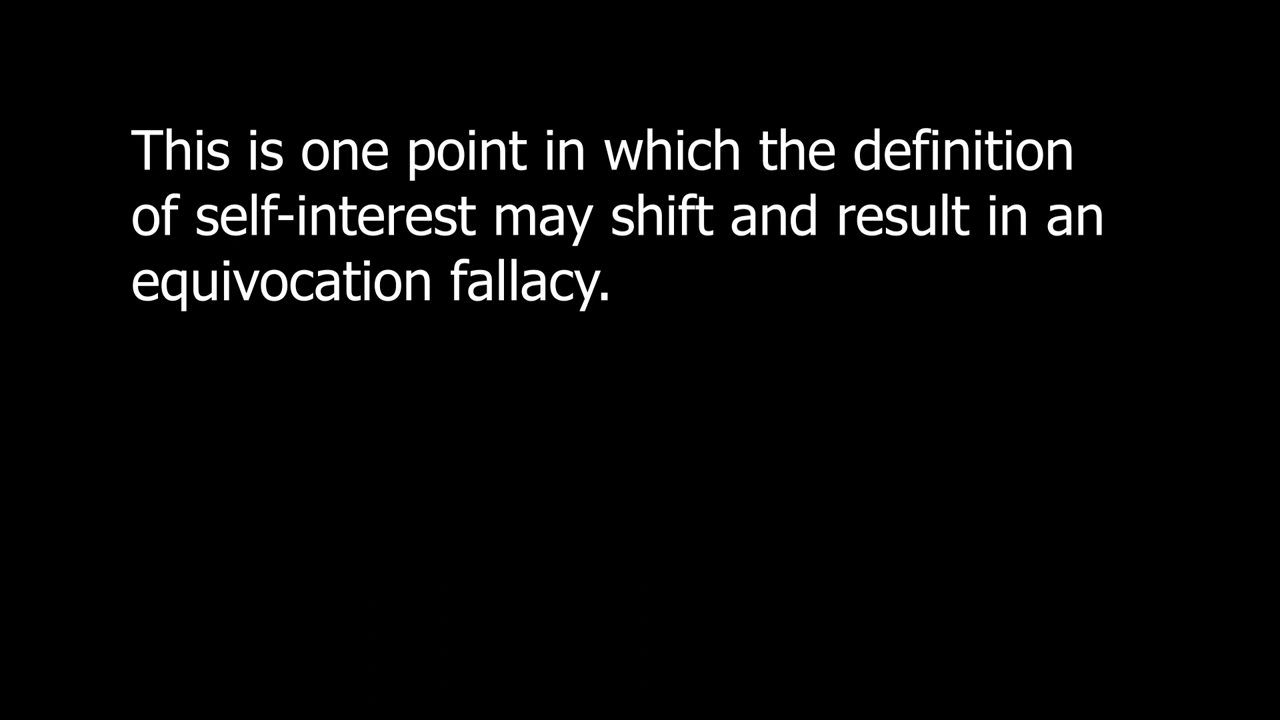 This is one point in which the definition
of self-interest may shift and result in an
equivocation fallacy.